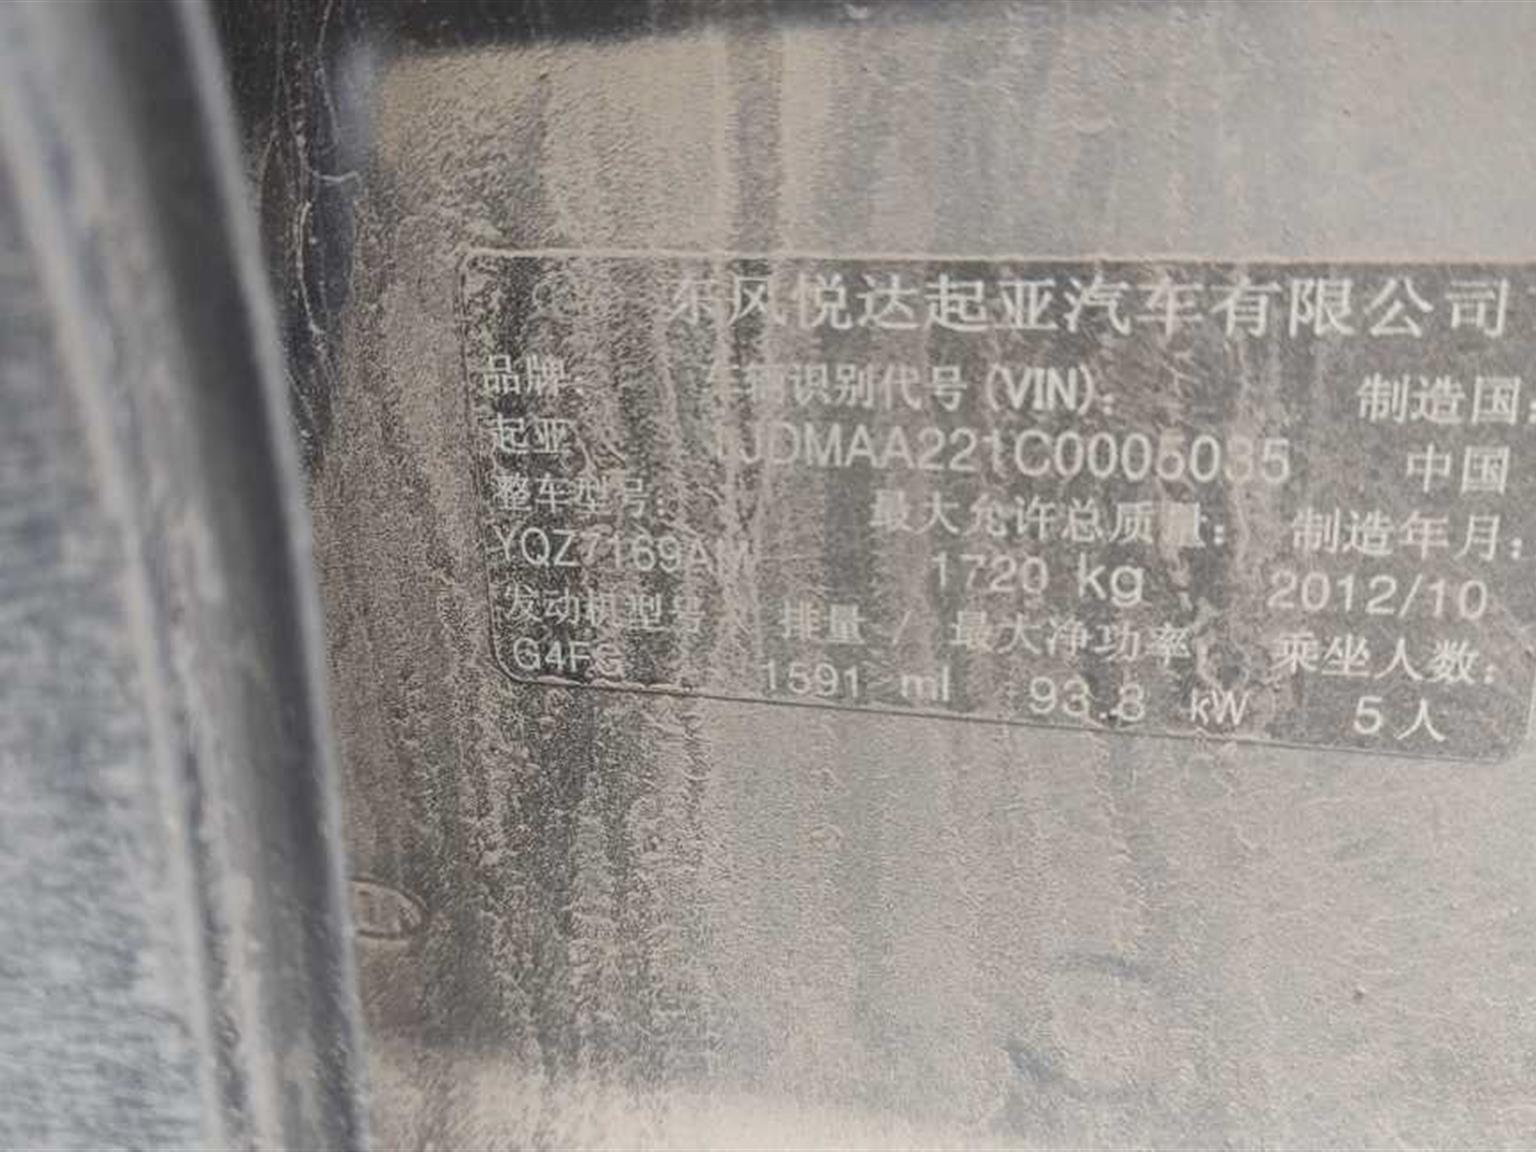 东风悦达起亚汽车有限公司
品牌: 车辆识别代号(VIN): 制造国:
起亚 JDMAA221C0005035 中国
整车型号: 最大允许总质量: 制造年月:
YQZ7169A 1720 kg 2012/10
发动机型号 排量 / 最大净功率 乘坐人数:
G4FG 1591 ml 93.8 kW 5人